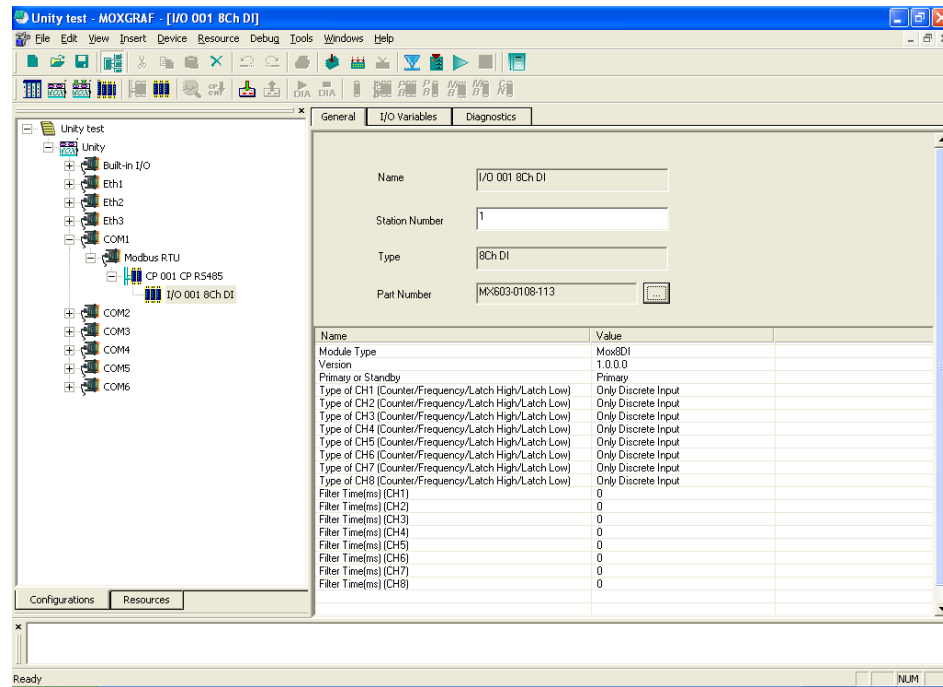 Unity test - MOXGRAF - [I/O 001 8Ch DI]
File Edit View Insert Device Resource Debug Tools Windows Help
General I/O Variables Diagnostics
Unity test
Unity
Built-in I/O
Eth1
Eth2
Eth3
COM1
Modbus RTU
CP 001 CP RS485
I/O 001 8Ch DI
COM2
COM3
COM4
COM5
COM6
Configurations Resources
Name I/O 001 8Ch DI
Station Number 1
Type 8Ch DI
Part Number MX603-0108-113 ...
Name Value
Module Type Mox8DI
Version 1.0.0.0
Primary or Standby Primary
Type of CH1 (Counter/Frequency/Latch High/Latch Low) Only Discrete Input
Type of CH2 (Counter/Frequency/Latch High/Latch Low) Only Discrete Input
Type of CH3 (Counter/Frequency/Latch High/Latch Low) Only Discrete Input
Type of CH4 (Counter/Frequency/Latch High/Latch Low) Only Discrete Input
Type of CH5 (Counter/Frequency/Latch High/Latch Low) Only Discrete Input
Type of CH6 (Counter/Frequency/Latch High/Latch Low) Only Discrete Input
Type of CH7 (Counter/Frequency/Latch High/Latch Low) Only Discrete Input
Type of CH8 (Counter/Frequency/Latch High/Latch Low) Only Discrete Input
Filter Time(ms) (CH1) 0
Filter Time(ms) (CH2) 0
Filter Time(ms) (CH3) 0
Filter Time(ms) (CH4) 0
Filter Time(ms) (CH5) 0
Filter Time(ms) (CH6) 0
Filter Time(ms) (CH7) 0
Filter Time(ms) (CH8) 0
Ready NUM